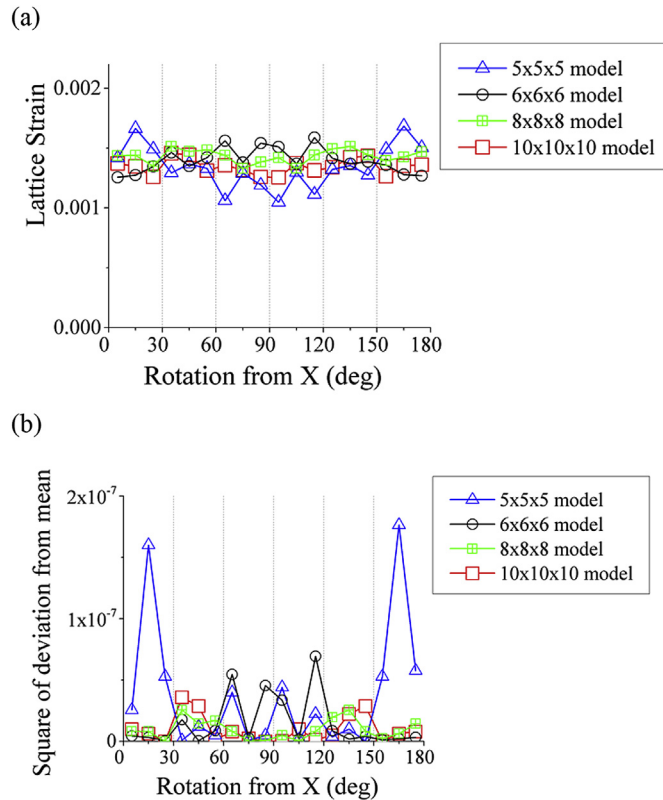 (a)
5x5x5 model
6x6x6 model
8x8x8 model
10x10x10 model
Lattice Strain
0.002
0.001
0.000
0 30 60 90 120 150 180
Rotation from X (deg)
(b)
5x5x5 model
6x6x6 model
8x8x8 model
10x10x10 model
Square of deviation from mean
2x10⁻⁷
1x10⁻⁷
0
0 30 60 90 120 150 180
Rotation from X (deg)